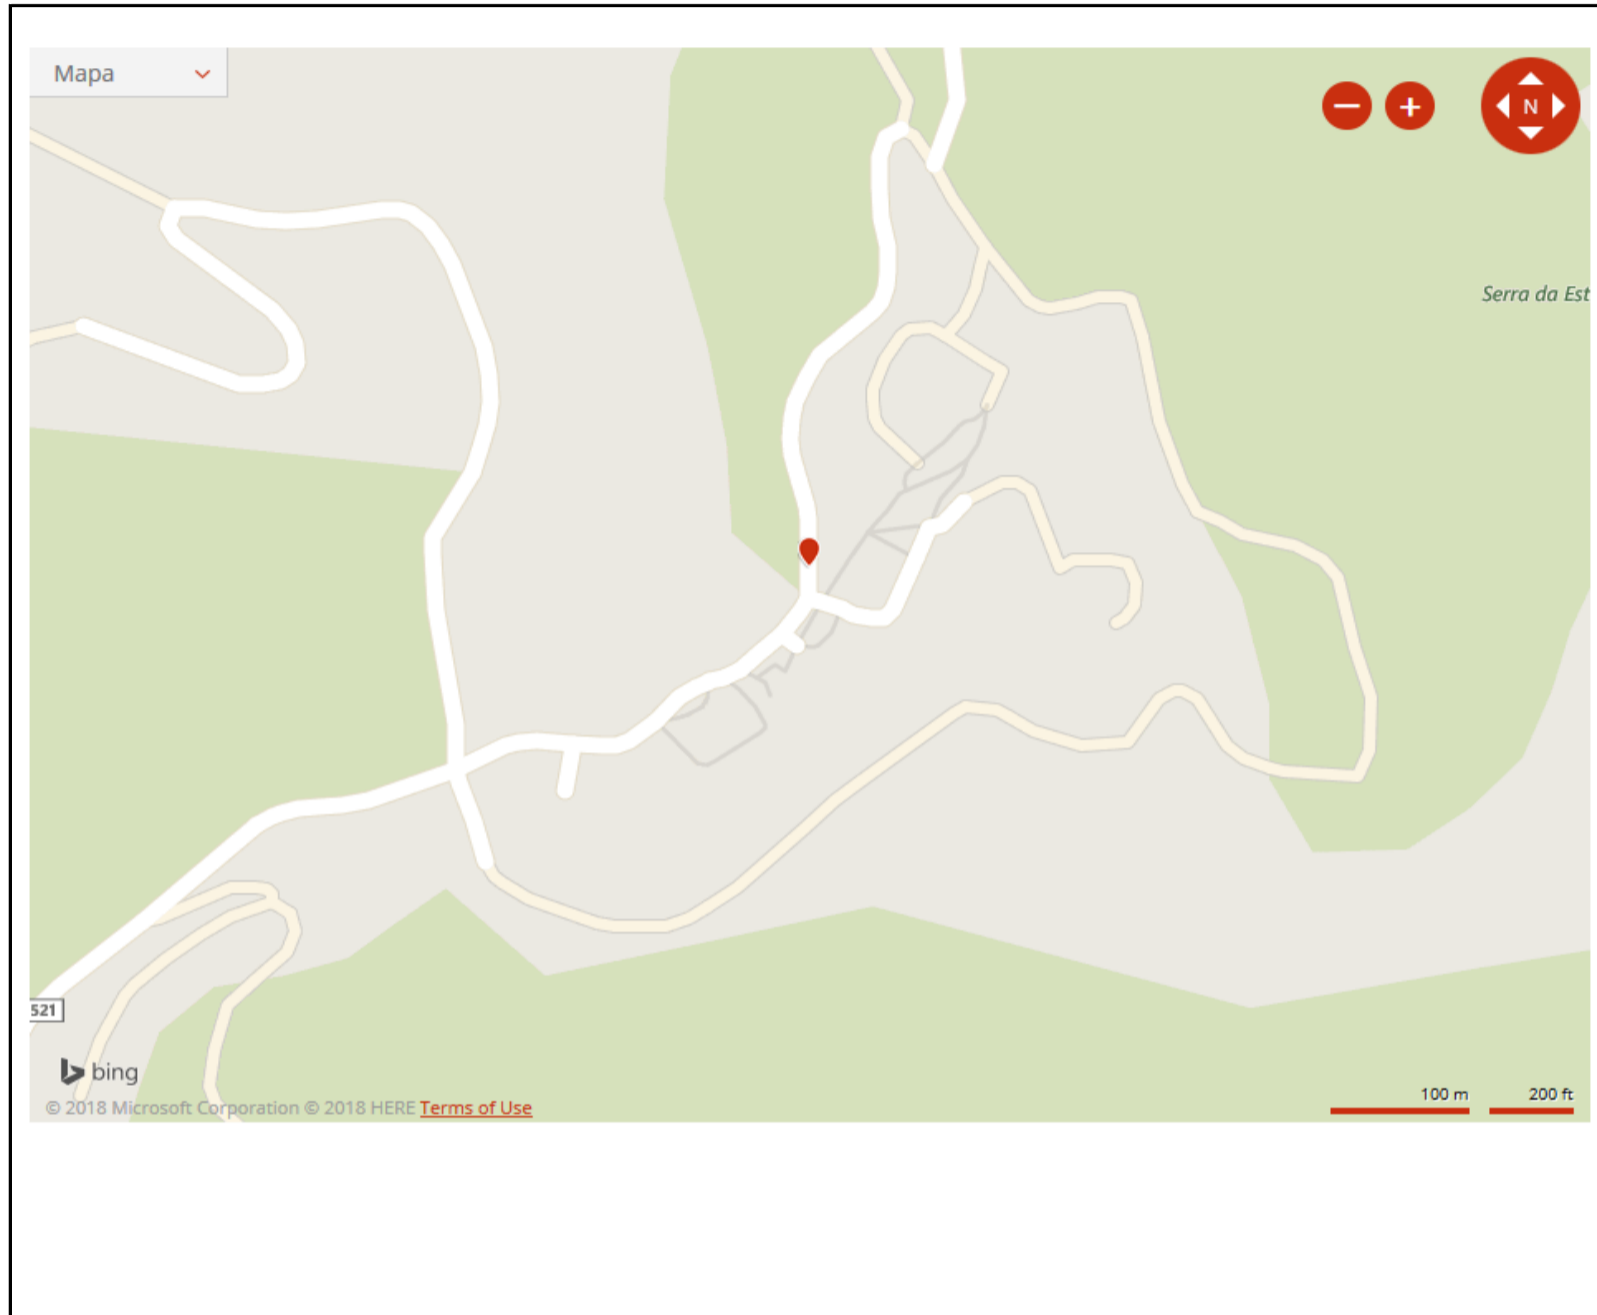 Mapa
N
Serra da Est
521
bing
© 2018 Microsoft Corporation © 2018 HERE Terms of Use
100 m 200 ft